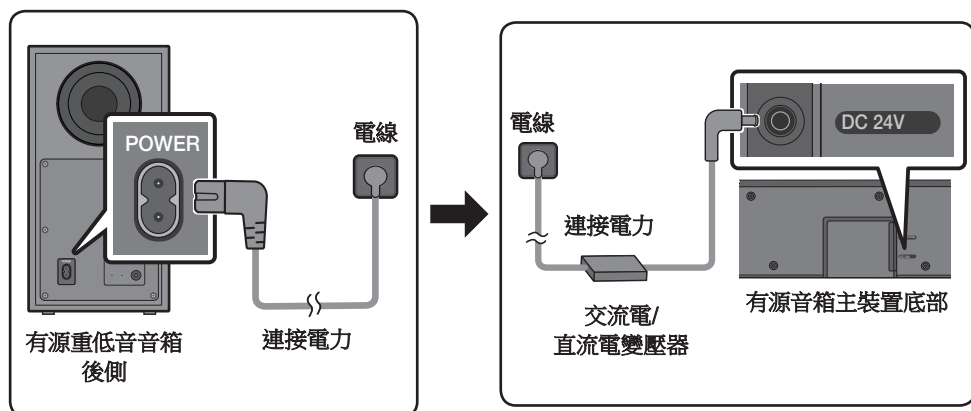 POWER
電線
連接電力
有源重低音音箱
後側
電線
連接電力
交流電/
直流電變壓器
DC 24V
有源音箱主裝置底部